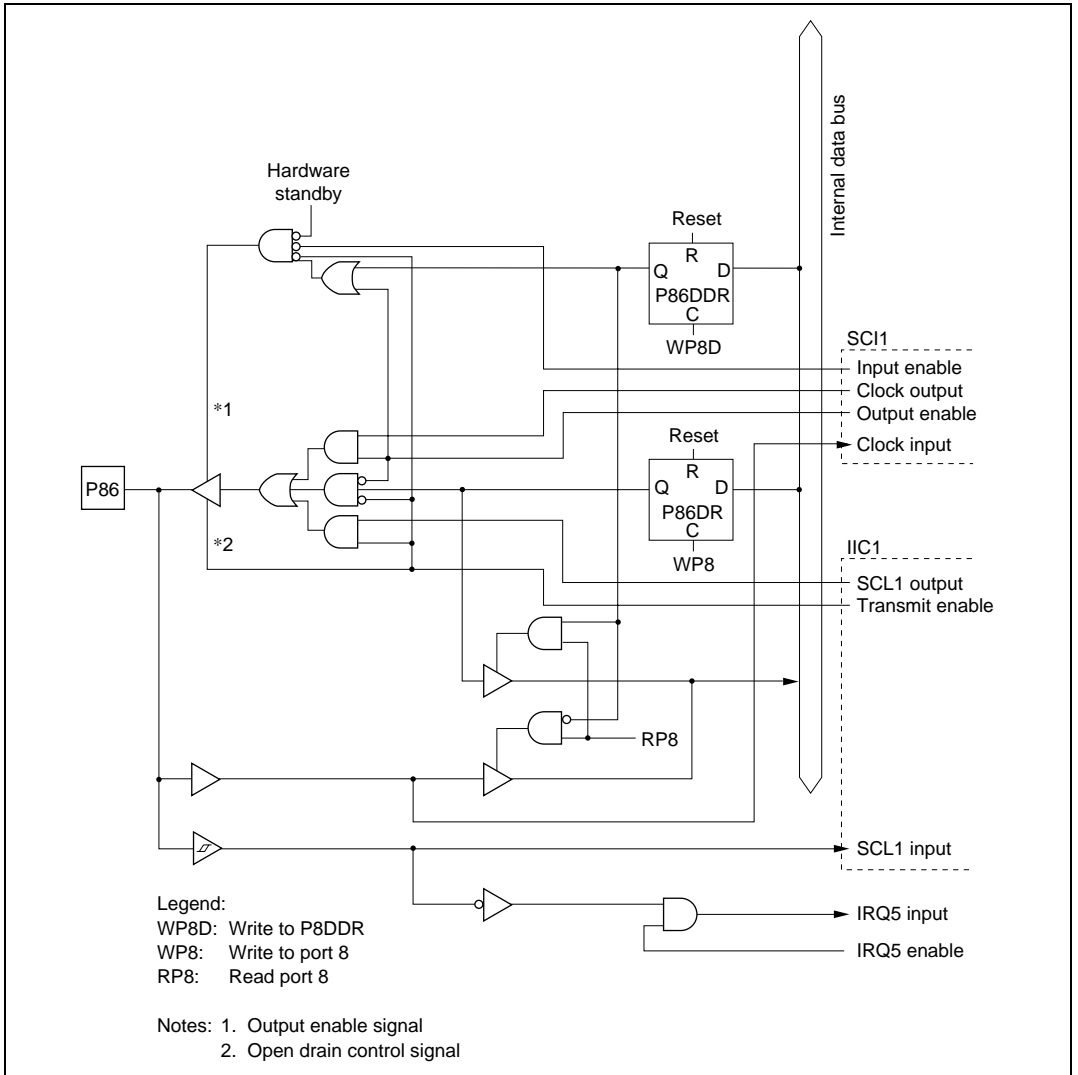 Internal data bus
Hardware
standby
Reset
R
Q D
P86DDR
C
WP8D
SCI1
Input enable
Clock output
Output enable
Clock input
*1
Reset
R
Q D
P86DR
C
WP8
P86
*2
IIC1
SCL1 output
Transmit enable
RP8
SCL1 input
IRQ5 input
IRQ5 enable
Legend:
WP8D: Write to P8DDR
WP8: Write to port 8
RP8: Read port 8
Notes: 1. Output enable signal
2. Open drain control signal